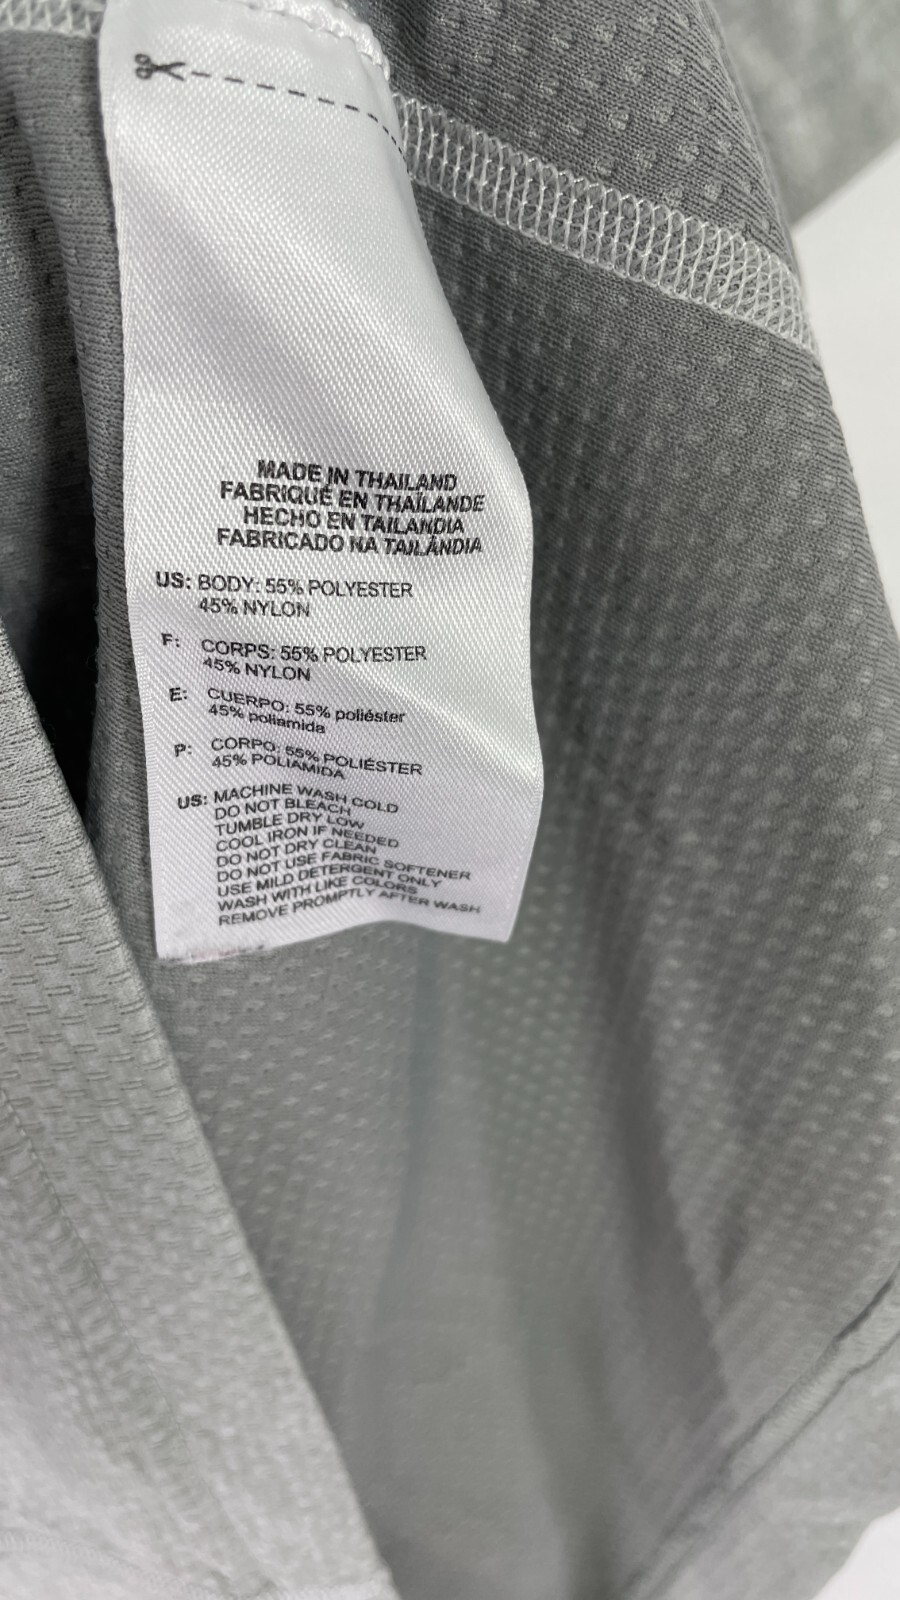 MADE IN THAILAND
FABRIQUÉ EN THAÏLANDE
HECHO EN TAILANDIA
FABRICADO NA TAILÂNDIA
US: BODY: 55% POLYESTER
45% NYLON
F: CORPS: 55% POLYESTER
45% NYLON
E: CUERPO: 55% poliéster
45% poliamida
P: CORPO: 55% POLIÉSTER
45% POLIAMIDA
US: MACHINE WASH COLD
DO NOT BLEACH
TUMBLE DRY LOW
COOL IRON IF NEEDED
DO NOT DRY CLEAN
DO NOT USE FABRIC SOFTENER
USE MILD DETERGENT ONLY
WASH WITH LIKE COLORS
REMOVE PROMPTLY AFTER WASH